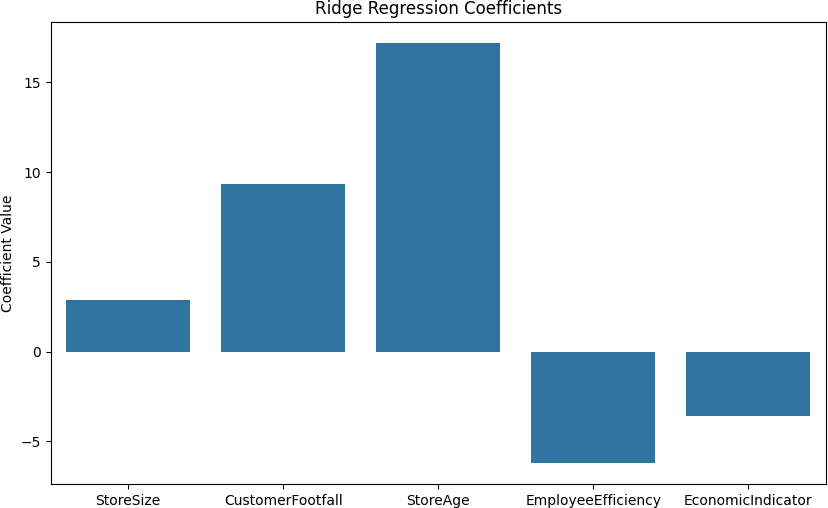 Ridge Regression Coefficients
Coefficient Value
15
10
5
0
−5
StoreSize CustomerFootfall StoreAge EmployeeEfficiency EconomicIndicator